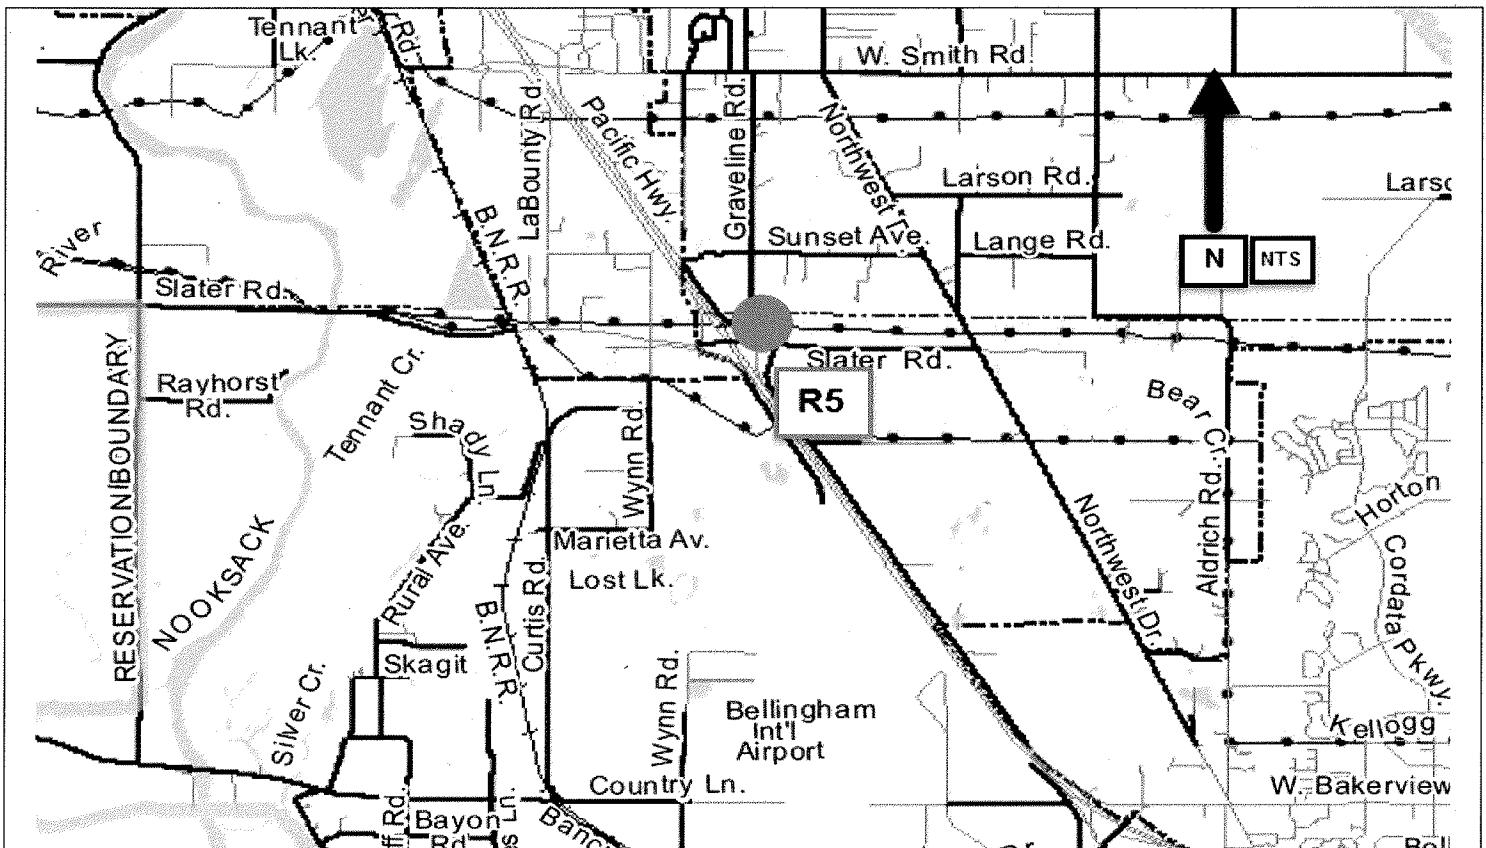 Tennant
Lk.
Rd.
W. Smith Rd.
Pacific Hwy.
LaBounty Rd.
Graveline Rd.
Northwest
Larson Rd.
B.N.R.R.
Sunset Ave.
Lange Rd.
N
NTS
River
Slater Rd.
Slater Rd.
RESERVATION BOUNDARY
Rayhorst
Rd.
Tennant Cr.
R5
Bear Cr.
Shady Ln
Wynn Rd.
Aldrich Rd.
Horton
NOOKSACK
Rural Ave.
Marietta Av.
Lost Lk.
Northwest Dr.
Cordata Pkwy.
B.N.R.R.
Curtis Rd.
Skagit
Silver Cr.
Wynn Rd.
Bellingham
Int'l
Airport
Kellogg
Country Ln.
W. Bakerview
Bayon
Rd.